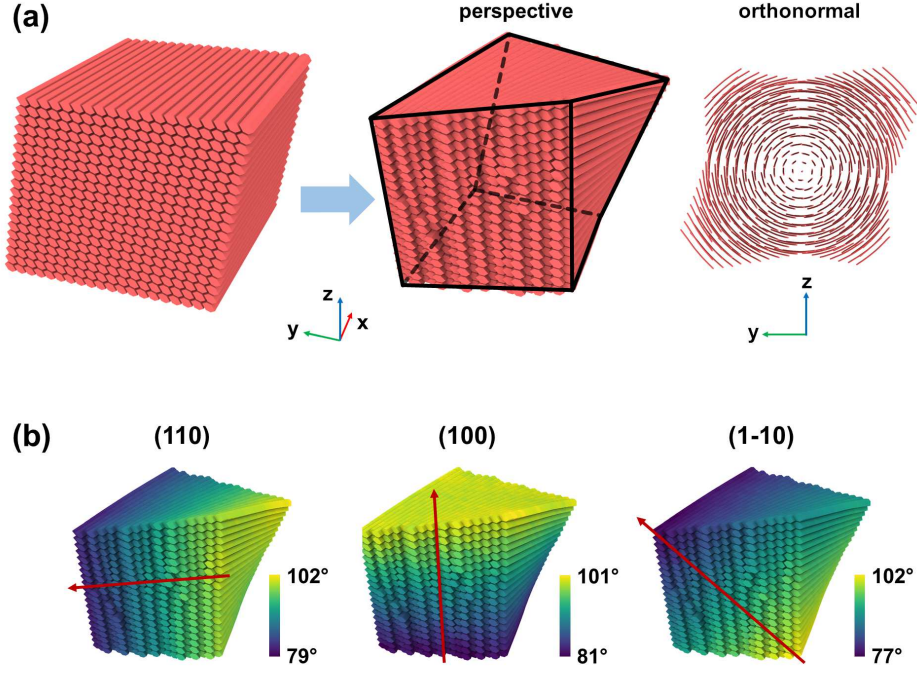 (a)
perspective
orthonormal
z
y
x
z
y
(b)
(110)
(100)
(1-10)
102°
79°
101°
81°
102°
77°